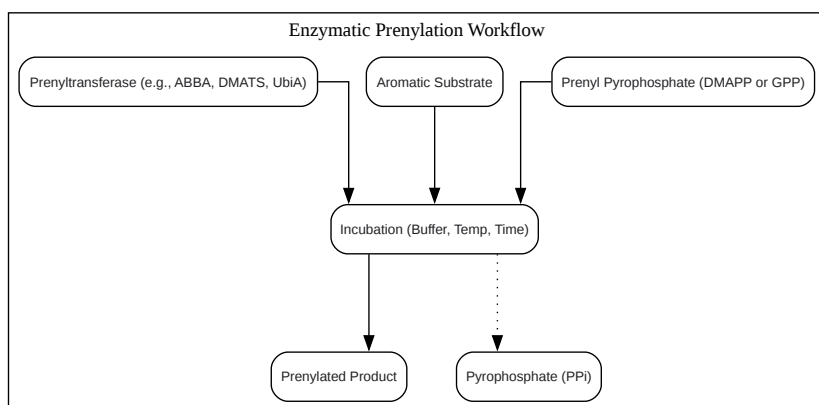 Enzymatic Prenylation Workflow
Prenyltransferase (e.g., ABBA, DMATS, UbiA)
Aromatic Substrate
Prenyl Pyrophosphate (DMAPP or GPP)
Incubation (Buffer, Temp, Time)
Prenylated Product
Pyrophosphate (PPi)